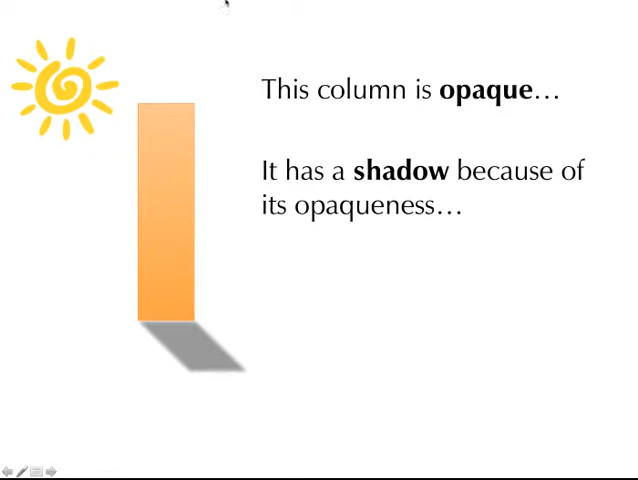 This column is opaque…
It has a shadow because of
its opaqueness…